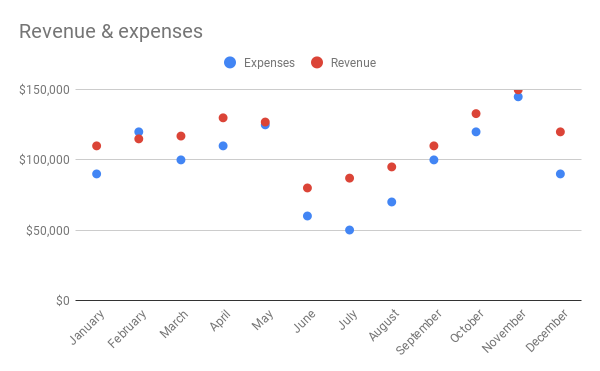 Revenue & expenses
Expenses Revenue
$150,000
$100,000
$50,000
$0
January February March April May June July August September October November December